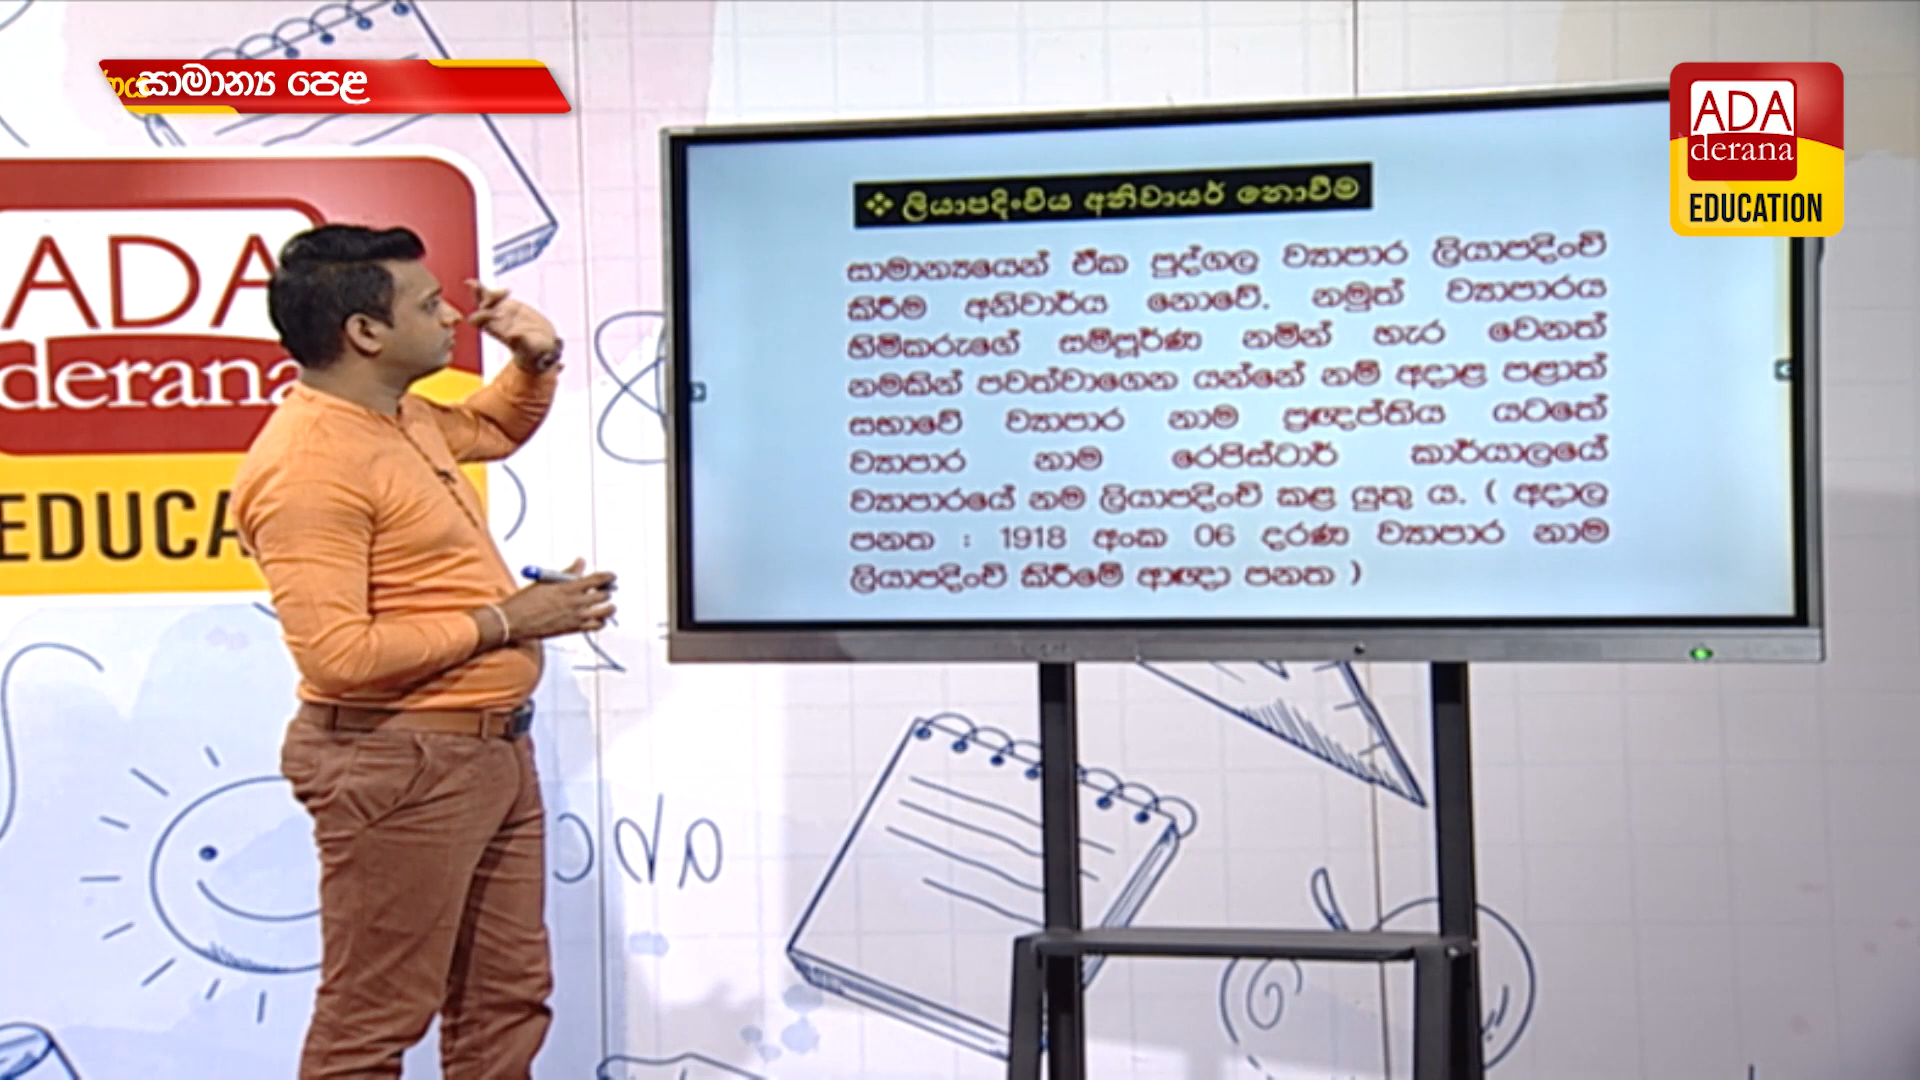 සාමාන්‍ය පෙළ
ADA
derana
EDUCATION
ADA
derana
EDUCA
❖ ලියාපදිංචිය අනිවාර්ය නොවීම
සාමාන්‍යයෙන් ඒක පුද්ගල ව්‍යාපාර ලියාපදිංචි
කිරීම අනිවාර්ය නොවේ. නමුත් ව්‍යාපාරය
හිමිකරුගේ සම්පූර්ණ නමින් හැර වෙනත්
නමකින් පවත්වාගෙන යන්නේ නම් අදාළ පළාත්
සභාවේ ව්‍යාපාර නාම ප්‍රඥප්තිය යටතේ
ව්‍යාපාර නාම රෙජිස්ටාර් කාර්යාලයේ
ව්‍යාපාරයේ නම ලියාපදිංචි කළ යුතු ය. ( අදාල
පනත : 1918 අංක 06 දරණ ව්‍යාපාර නාම
ලියාපදිංචි කිරීමේ ආඥා පනත )